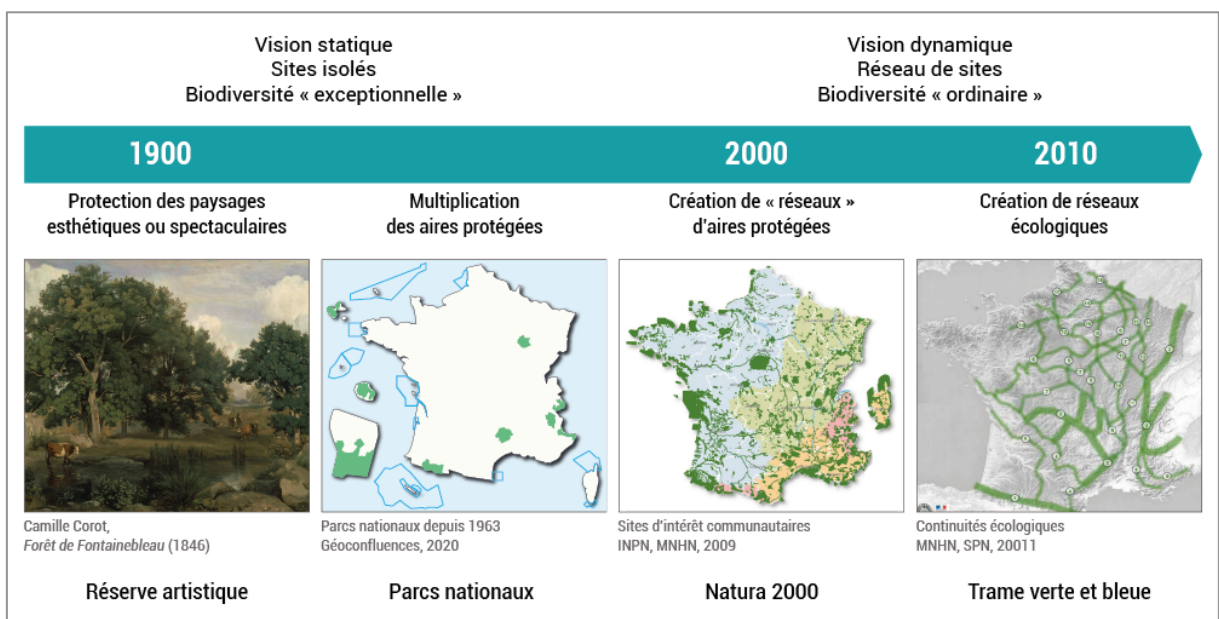 Vision statique
Sites isolés
Biodiversité « exceptionnelle »
Vision dynamique
Réseau de sites
Biodiversité « ordinaire »
1900
2000
2010
Protection des paysages
esthétiques ou spectaculaires
Multiplication
des aires protégées
Création de « réseaux »
d'aires protégées
Création de réseaux
écologiques
Camille Corot,
Forêt de Fontainebleau (1846)
Parcs nationaux depuis 1963
Géoconfluences, 2020
Sites d'intérêt communautaires
INPN, MNHN, 2009
Continuités écologiques
MNHN, SPN, 20011
Réserve artistique
Parcs nationaux
Natura 2000
Trame verte et bleue